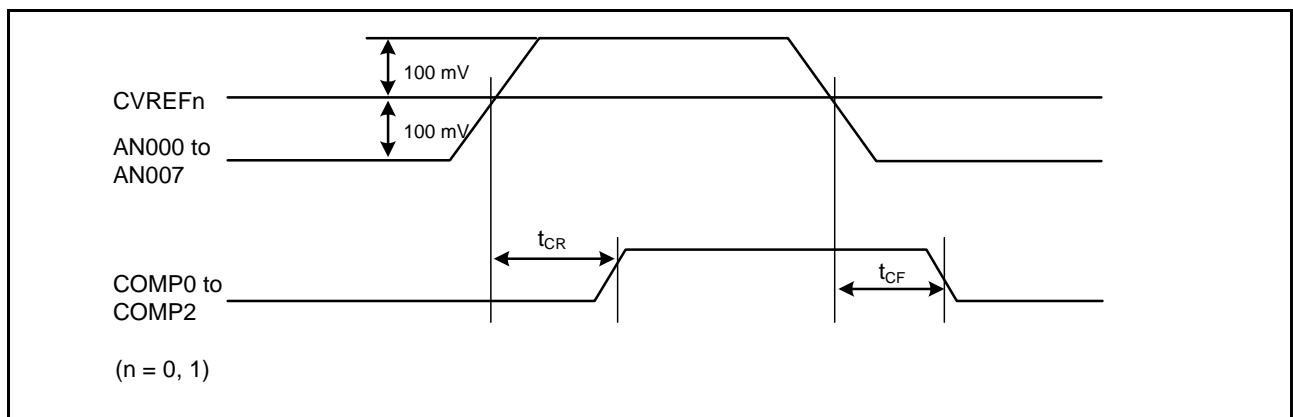 100 mV
CVREFn
100 mV
AN000 to
AN007
tCR
COMP0 to
COMP2
tCF
(n = 0, 1)